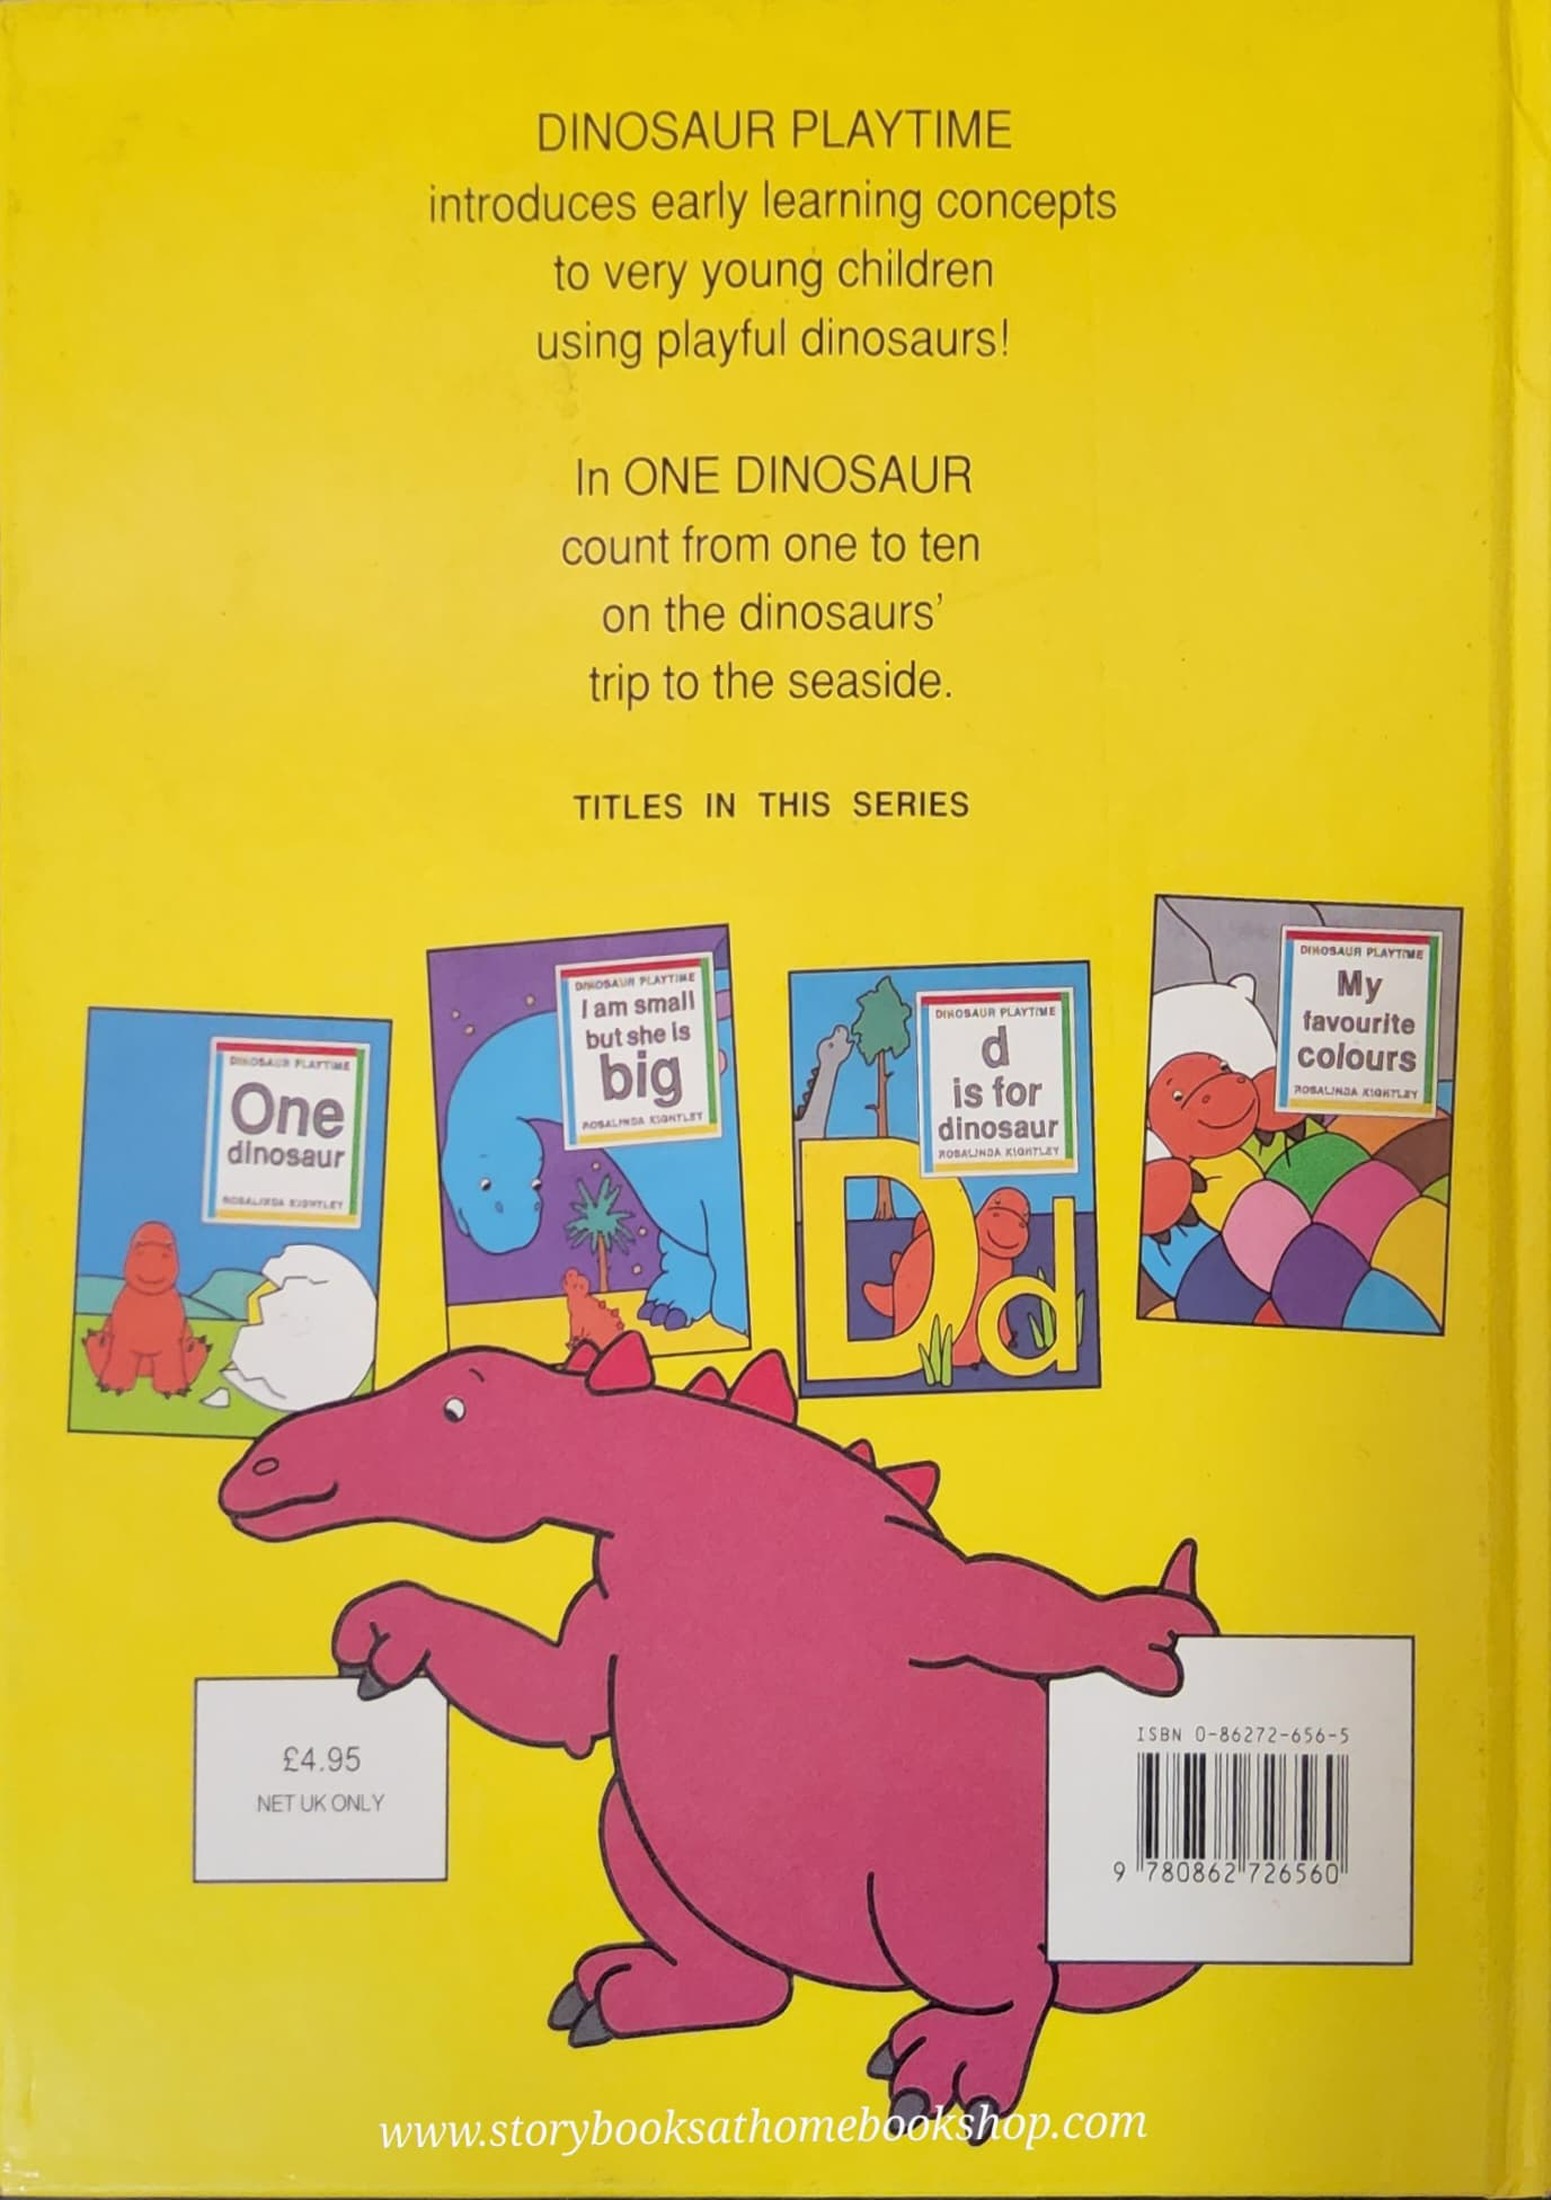 DINOSAUR PLAYTIME
introduces early learning concepts
to very young children
using playful dinosaurs!
In ONE DINOSAUR
count from one to ten
on the dinosaurs'
trip to the seaside.
TITLES IN THIS SERIES
DINOSAUR PLAYTIME
One
dinosaur
ROSALINDA KIGHTLEY
DINOSAUR PLAYTIME
I am small
but she is
big
ROSALINDA KIGHTLEY
DINOSAUR PLAYTIME
d
is for
dinosaur
ROSALINDA KIGHTLEY
Dd
DINOSAUR PLAYTIME
My
favourite
colours
ROSALINDA KIGHTLEY
£4.95
NET UK ONLY
ISBN 0-86272-656-5
9 780862 726560
www.storybooksathomebookshop.com